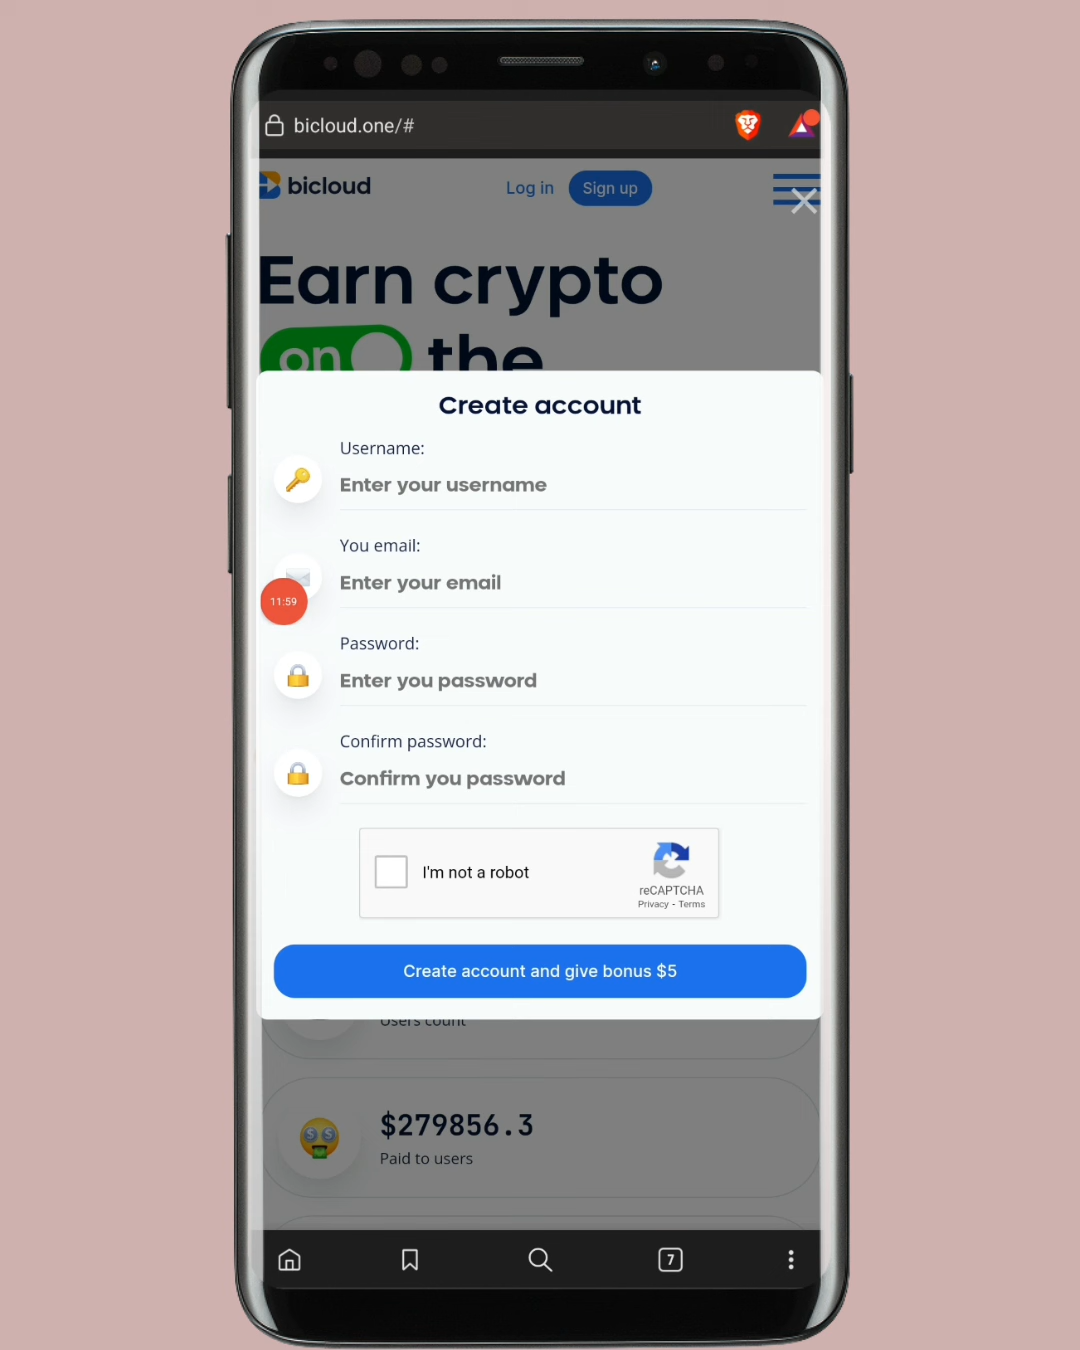 bicloud.one/#
bicloud
Log in
Sign up
Earn crypto
on the
Create account
Username:
Enter your username
You email:
Enter your email
11:59
Password:
Enter you password
Confirm password:
Confirm you password
I'm not a robot
reCAPTCHA
Privacy - Terms
Create account and give bonus $5
Users count
$279856.3
Paid to users
7